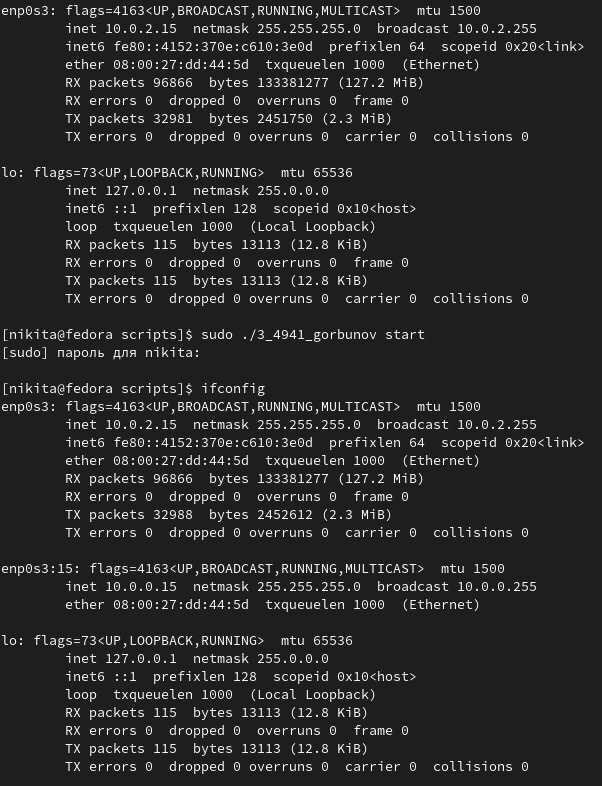 enp0s3: flags=4163<UP,BROADCAST,RUNNING,MULTICAST>  mtu 1500
        inet 10.0.2.15  netmask 255.255.255.0  broadcast 10.0.2.255
        inet6 fe80::4152:370e:c610:3e0d  prefixlen 64  scopeid 0x20<link>
        ether 08:00:27:dd:44:5d  txqueuelen 1000  (Ethernet)
        RX packets 96866  bytes 133381277 (127.2 MiB)
        RX errors 0  dropped 0  overruns 0  frame 0
        TX packets 32981  bytes 2451750 (2.3 MiB)
        TX errors 0  dropped 0 overruns 0  carrier 0  collisions 0

lo: flags=73<UP,LOOPBACK,RUNNING>  mtu 65536
        inet 127.0.0.1  netmask 255.0.0.0
        inet6 ::1  prefixlen 128  scopeid 0x10<host>
        loop  txqueuelen 1000  (Local Loopback)
        RX packets 115  bytes 13113 (12.8 KiB)
        RX errors 0  dropped 0  overruns 0  frame 0
        TX packets 115  bytes 13113 (12.8 KiB)
        TX errors 0  dropped 0 overruns 0  carrier 0  collisions 0

[nikita@fedora scripts]$ sudo ./3_4941_gorbunov start
[sudo] пароль для nikita:

[nikita@fedora scripts]$ ifconfig
enp0s3: flags=4163<UP,BROADCAST,RUNNING,MULTICAST>  mtu 1500
        inet 10.0.2.15  netmask 255.255.255.0  broadcast 10.0.2.255
        inet6 fe80::4152:370e:c610:3e0d  prefixlen 64  scopeid 0x20<link>
        ether 08:00:27:dd:44:5d  txqueuelen 1000  (Ethernet)
        RX packets 96866  bytes 133381277 (127.2 MiB)
        RX errors 0  dropped 0  overruns 0  frame 0
        TX packets 32988  bytes 2452612 (2.3 MiB)
        TX errors 0  dropped 0 overruns 0  carrier 0  collisions 0

enp0s3:15: flags=4163<UP,BROADCAST,RUNNING,MULTICAST>  mtu 1500
        inet 10.0.0.15  netmask 255.255.255.0  broadcast 10.0.0.255
        ether 08:00:27:dd:44:5d  txqueuelen 1000  (Ethernet)

lo: flags=73<UP,LOOPBACK,RUNNING>  mtu 65536
        inet 127.0.0.1  netmask 255.0.0.0
        inet6 ::1  prefixlen 128  scopeid 0x10<host>
        loop  txqueuelen 1000  (Local Loopback)
        RX packets 115  bytes 13113 (12.8 KiB)
        RX errors 0  dropped 0  overruns 0  frame 0
        TX packets 115  bytes 13113 (12.8 KiB)
        TX errors 0  dropped 0 overruns 0  carrier 0  collisions 0